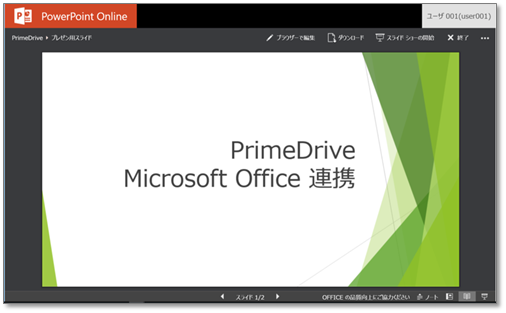 PowerPoint Online
ユーザ 001(user001)
PrimeDrive ▸ プレゼン用スライド
ブラウザーで編集 ダウンロード スライド ショーの開始 終了
PrimeDrive
Microsoft Office 連携
スライド 1/2 OFFICE の品質向上にご協力ください ノート